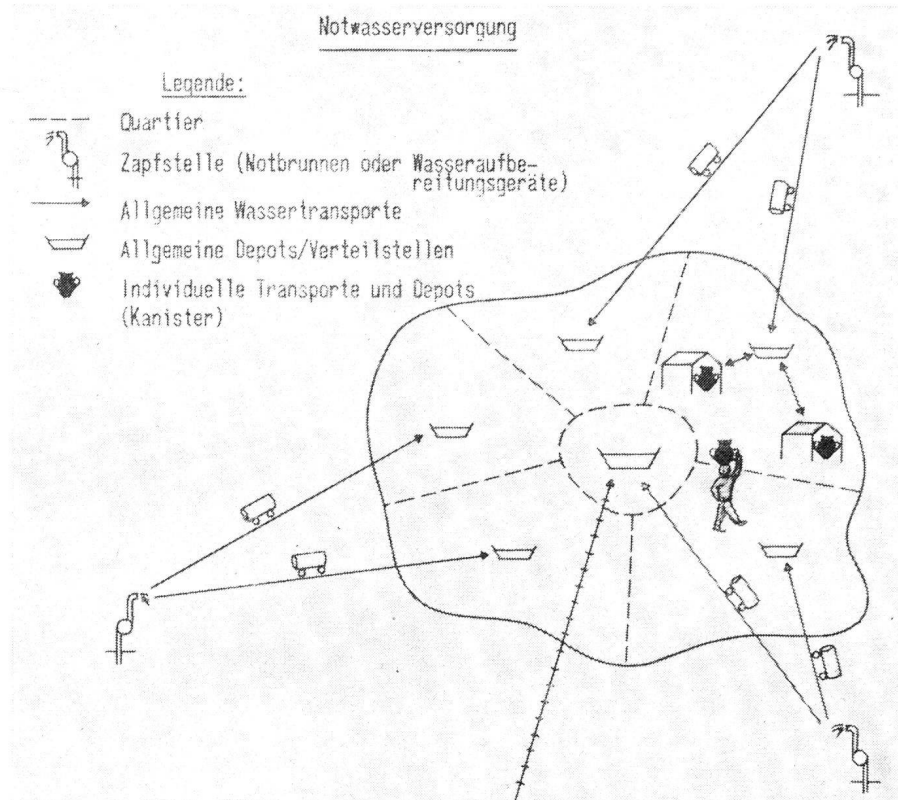 Notwasserversorgung
Legende:
Quartier
Zapfstelle (Notbrunnen oder Wasseraufbe-
reitungsgeräte)
Allgemeine Wassertransporte
Allgemeine Depots/Verteilstellen
Individuelle Transporte und Depots
(Kanister)